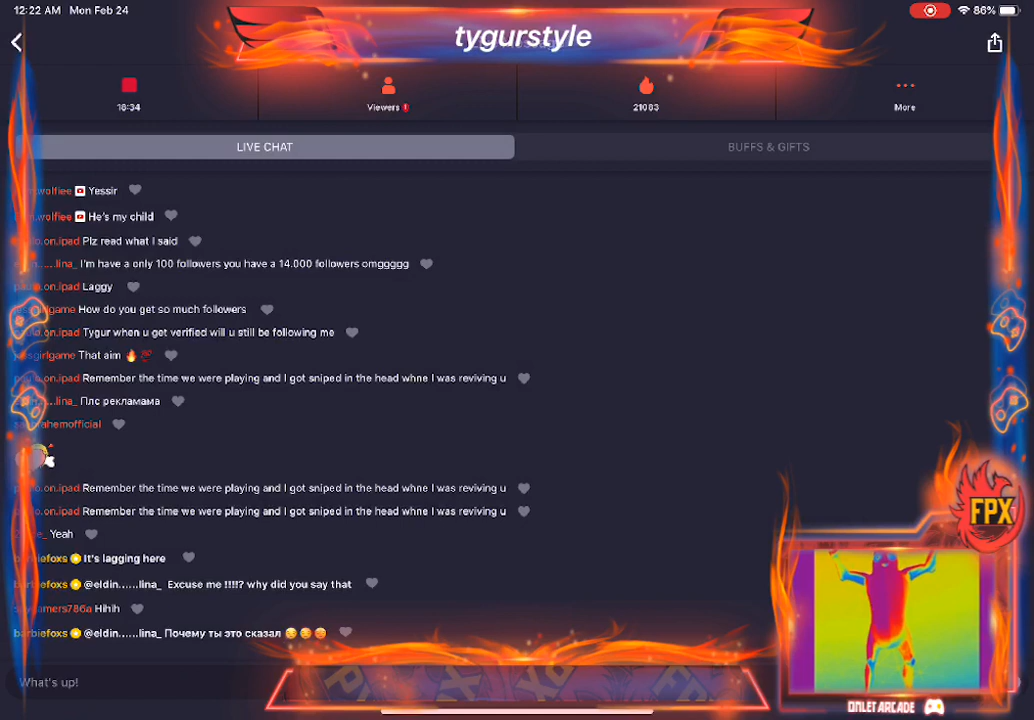 12:22 AM Mon Feb 24
86%
tygurstyle
18:34
Viewers
21083
More
LIVE CHAT
BUFFS & GIFTS
Yessir
He's my child
.on.ipad Plz read what I said
lina_ I'm have a only 100 followers you have a 14.000 followers omggggg
.on.ipad Laggy
girlgame How do you get so much followers
.on.ipad Tygur when u get verified will u still be following me
girlgame That aim 🔥 💯
.on.ipad Remember the time we were playing and I got sniped in the head whne I was reviving u
lina_ Плс рекламама
hemofficial
.on.ipad Remember the time we were playing and I got sniped in the head whne I was reviving u
.on.ipad Remember the time we were playing and I got sniped in the head whne I was reviving u
Yeah
barbiefoxs It's lagging here
barbiefoxs @eldin......lina_ Excuse me !!!!? why did you say that
amers786a Hihih
barbiefoxs @eldin......lina_ Почему ты это сказал
What's up!
FPX
OMLET ARCADE